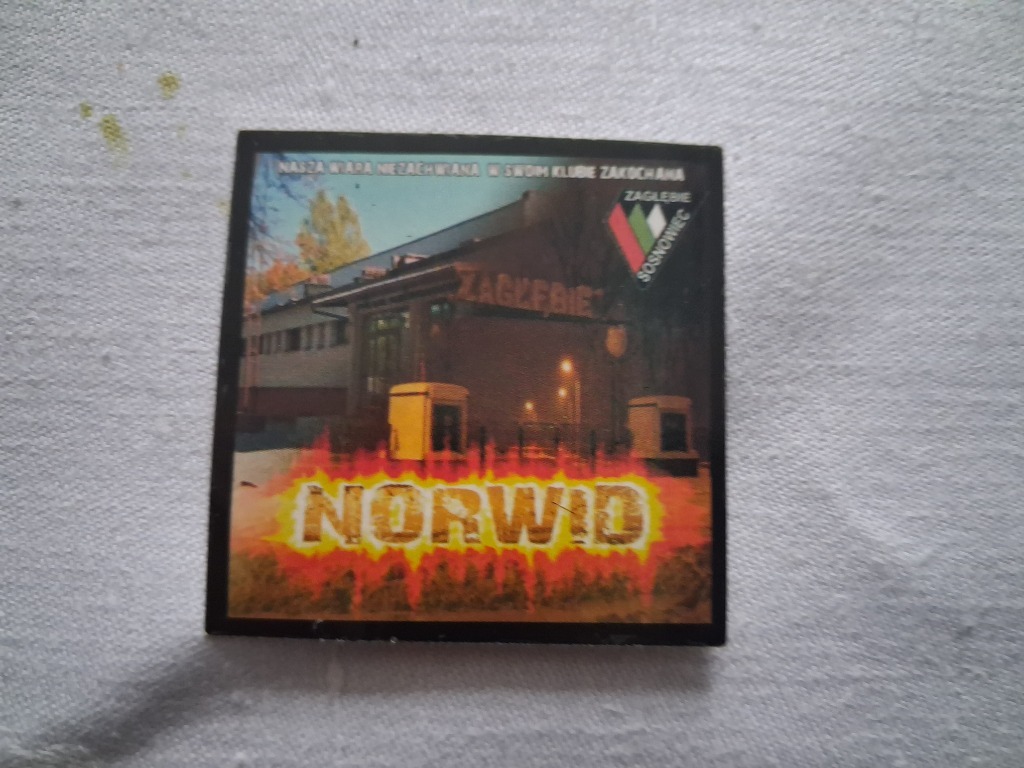 NASZA WIARA NIEZACHWIANA W SWOIM KLUBIE ZAKOCHANA
ZAGŁĘBIE
SOSNOWIEC
ZAGŁĘBIE
NORWID